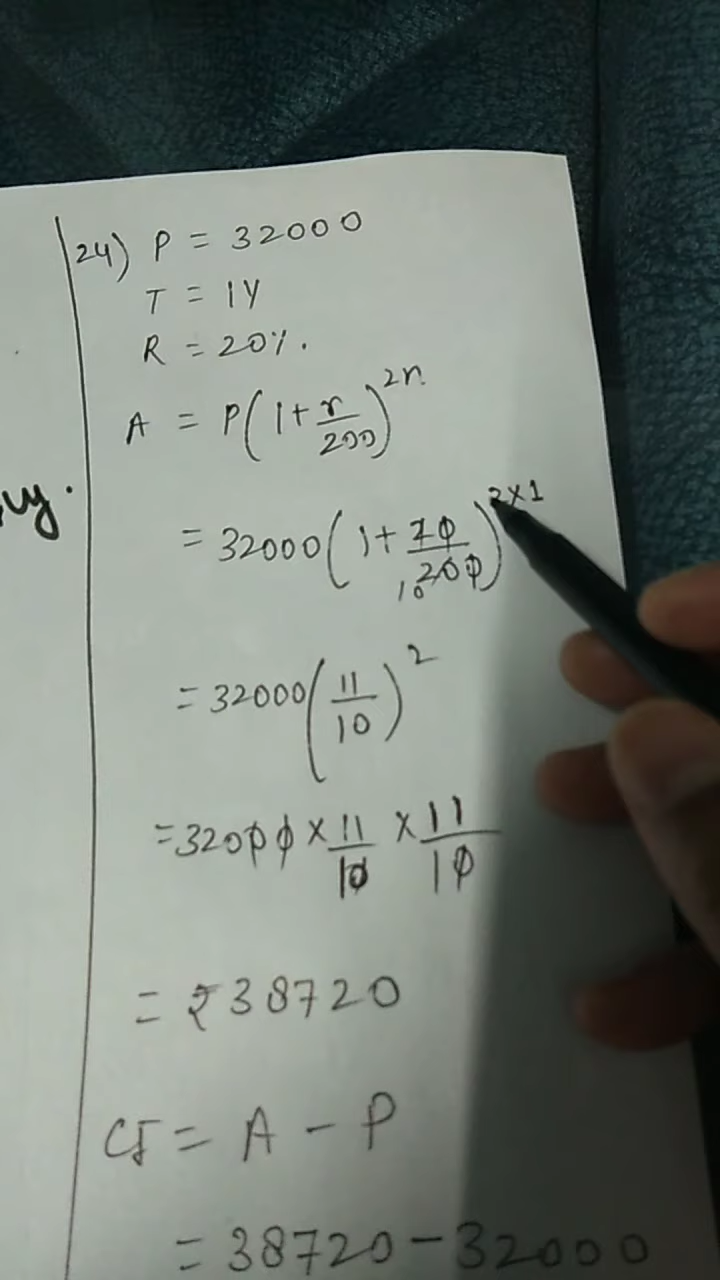 24) P = 32000
T = 1Y
R = 20%.
A = P(1+r/200)^2n
= 32000(1+20/200)^2×1
10
= 32000(11/10)^2
= 32000 × 11/10 × 11/10
= ₹38720
CI = A - P
= 38720 - 32000